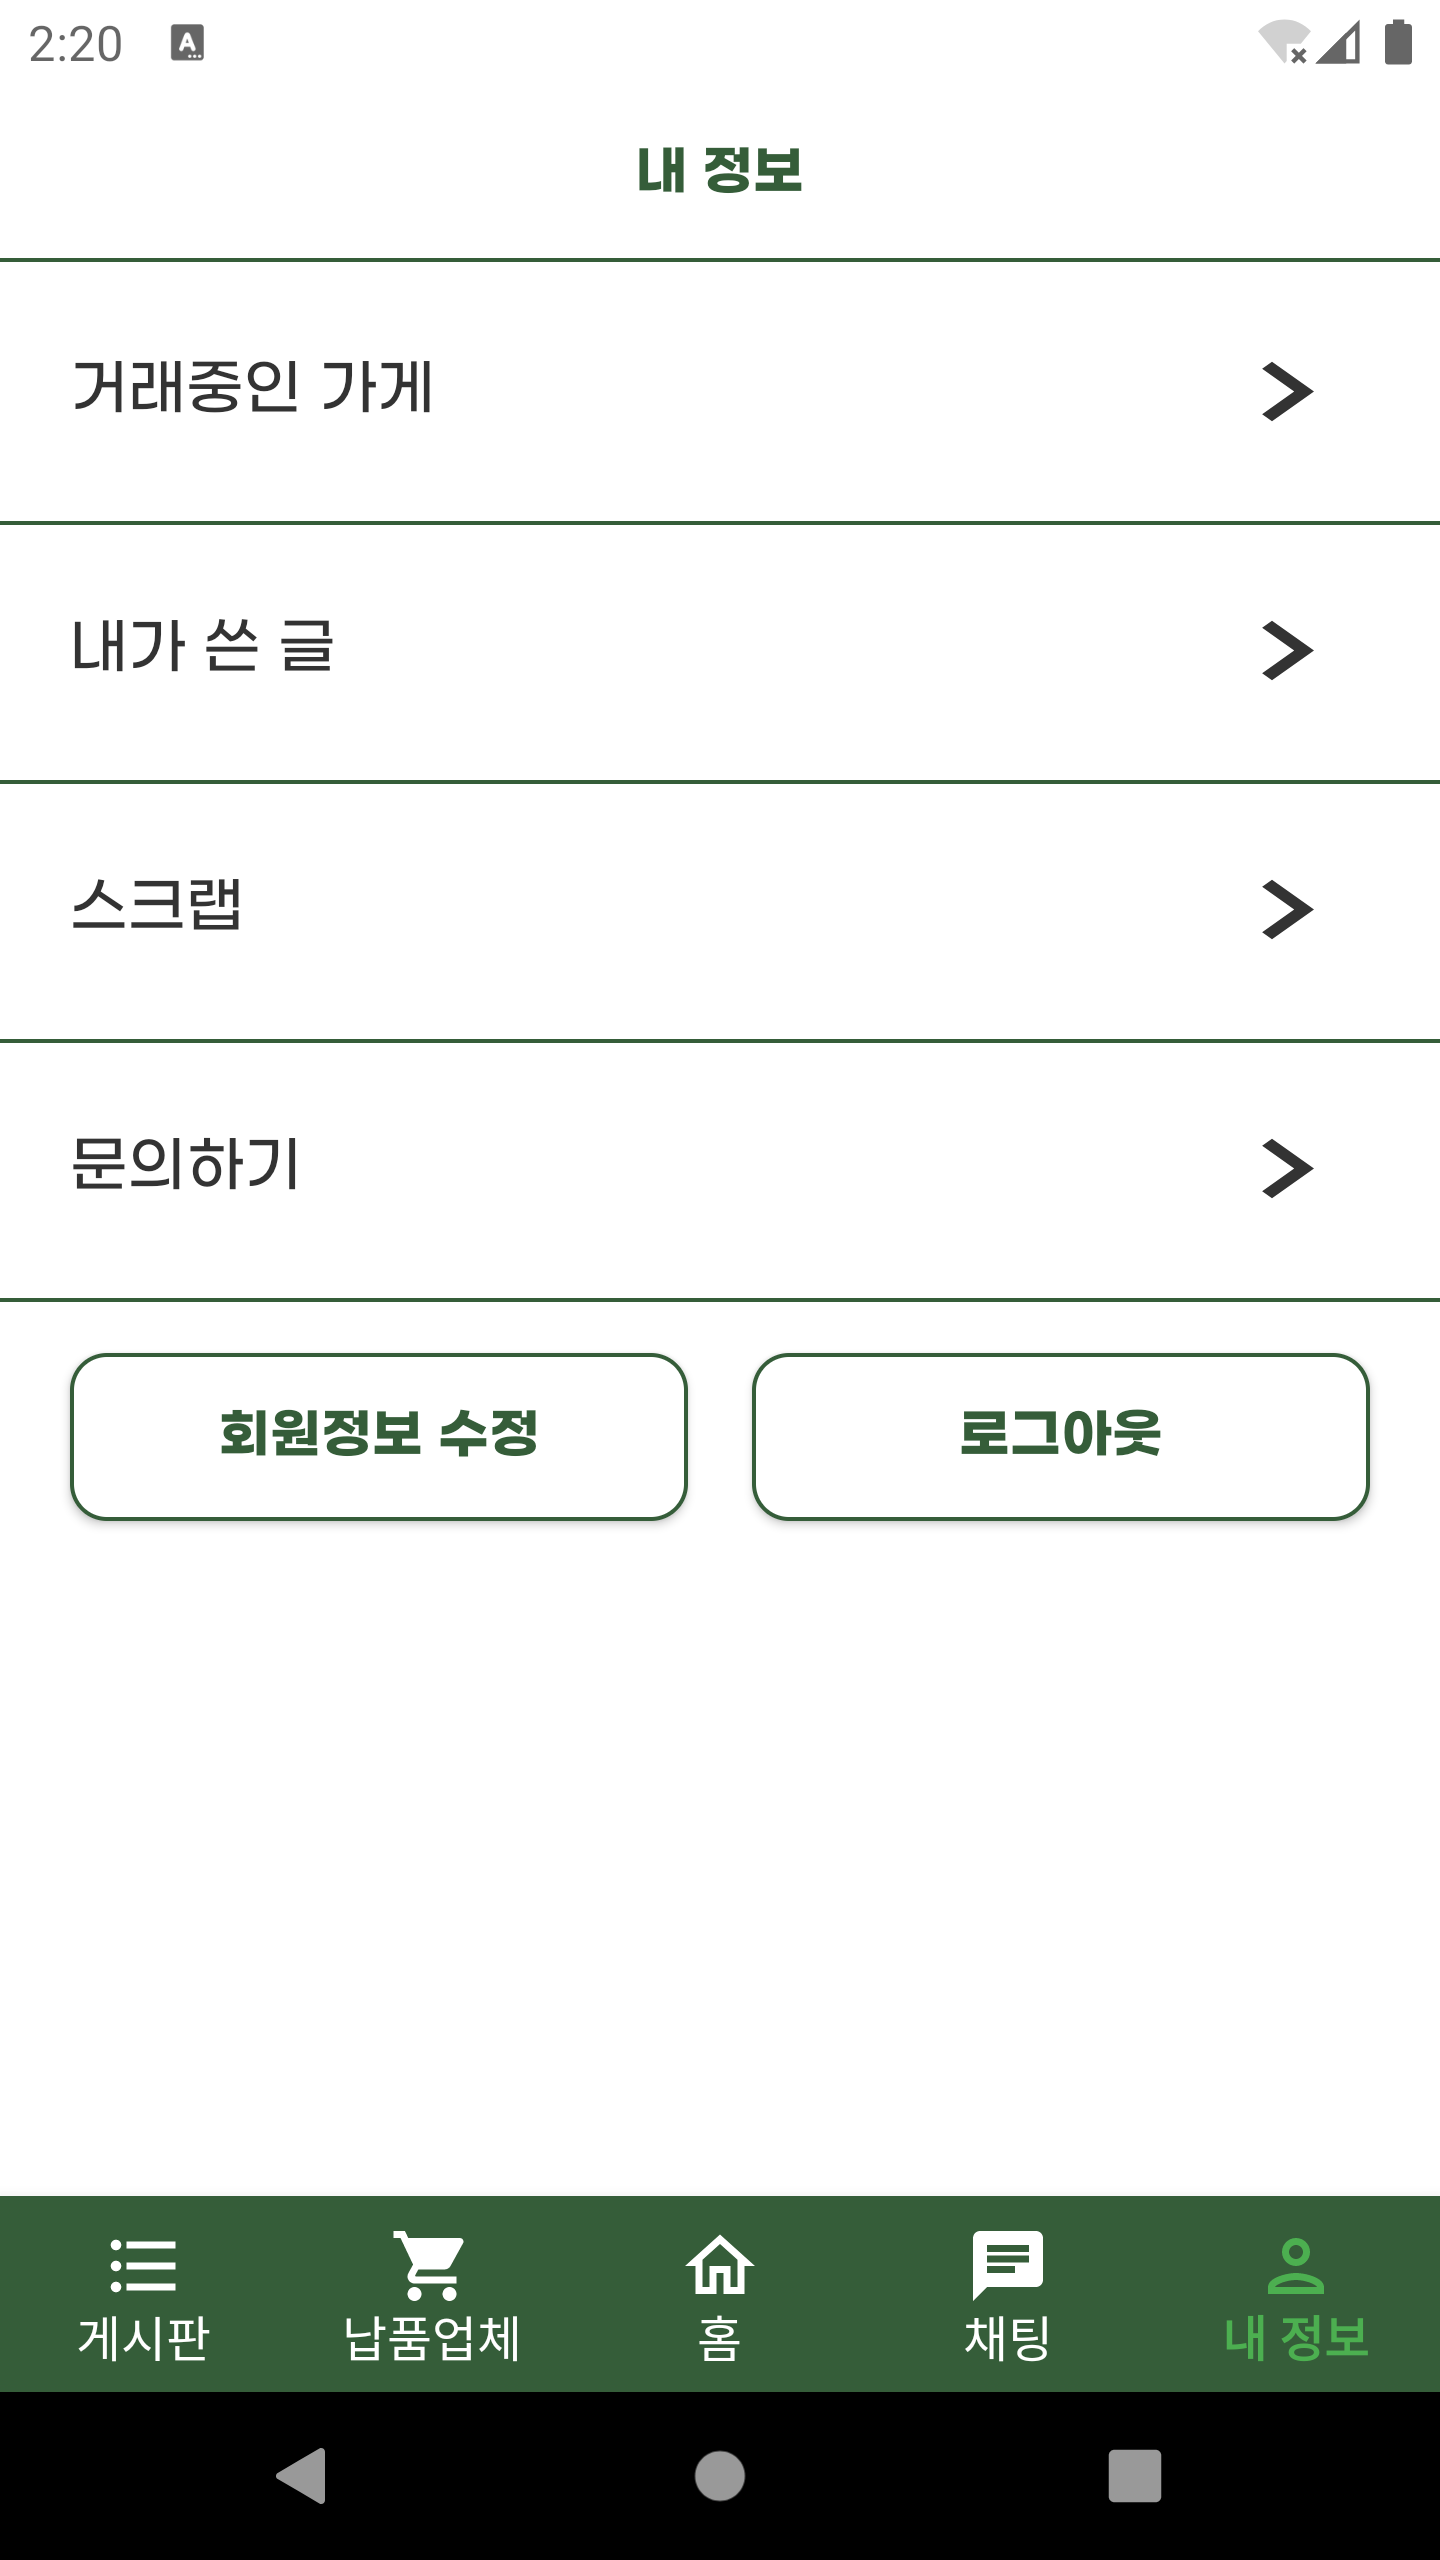 2:20
내 정보
거래중인 가게
내가 쓴 글
스크랩
문의하기
회원정보 수정
로그아웃
게시판
납품업체
홈
채팅
내 정보